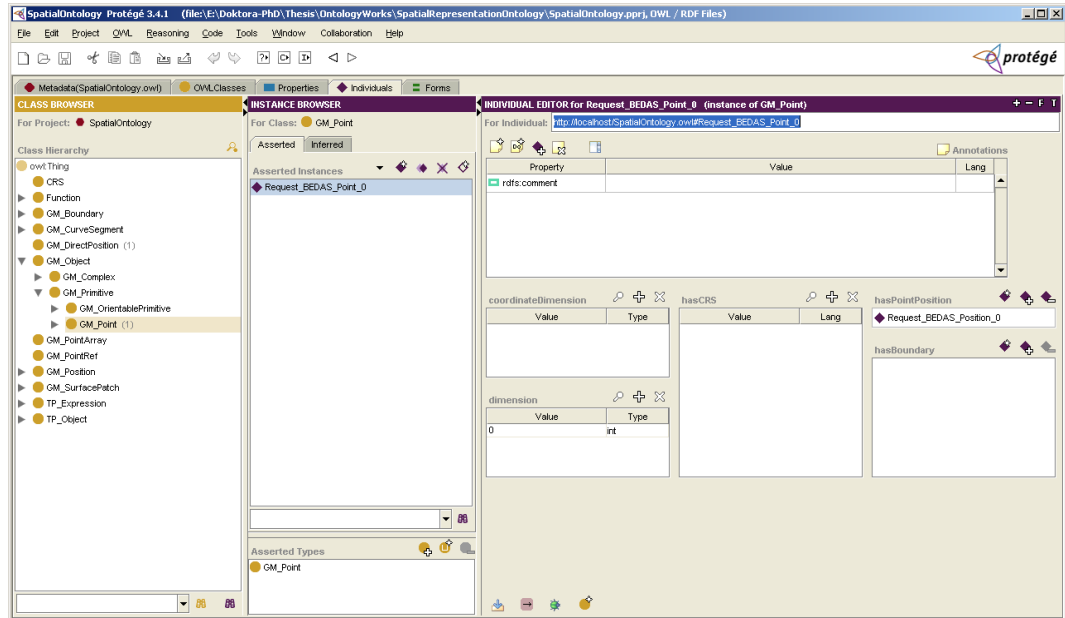 SpatialOntology Protégé 3.4.1 (file:\E:\Doktora-PhD\Thesis\OntologyWorks\SpatialRepresentationOntology\SpatialOntology.pprj, OWL / RDF Files)
File Edit Project OWL Reasoning Code Tools Window Collaboration Help
protégé
Metadata(SpatialOntology.owl) OWLClasses Properties Individuals Forms
CLASS BROWSER
For Project: SpatialOntology
Class Hierarchy
owl:Thing
CRS
Function
GM_Boundary
GM_CurveSegment
GM_DirectPosition (1)
GM_Object
GM_Complex
GM_Primitive
GM_OrientablePrimitive
GM_Point (1)
GM_PointArray
GM_PointRef
GM_Position
GM_SurfacePatch
TP_Expression
TP_Object
INSTANCE BROWSER
For Class: GM_Point
Asserted Inferred
Asserted Instances
Request_BEDAS_Point_0
Asserted Types
GM_Point
INDIVIDUAL EDITOR for Request_BEDAS_Point_0 (instance of GM_Point) + − F T
For Individual: http://localhost/SpatialOntology.owl#Request_BEDAS_Point_0
Annotations
Property Value Lang
rdfs:comment
coordinateDimension
Value Type
dimension
Value Type
0 int
hasCRS
Value Lang
hasPointPosition
Request_BEDAS_Position_0
hasBoundary